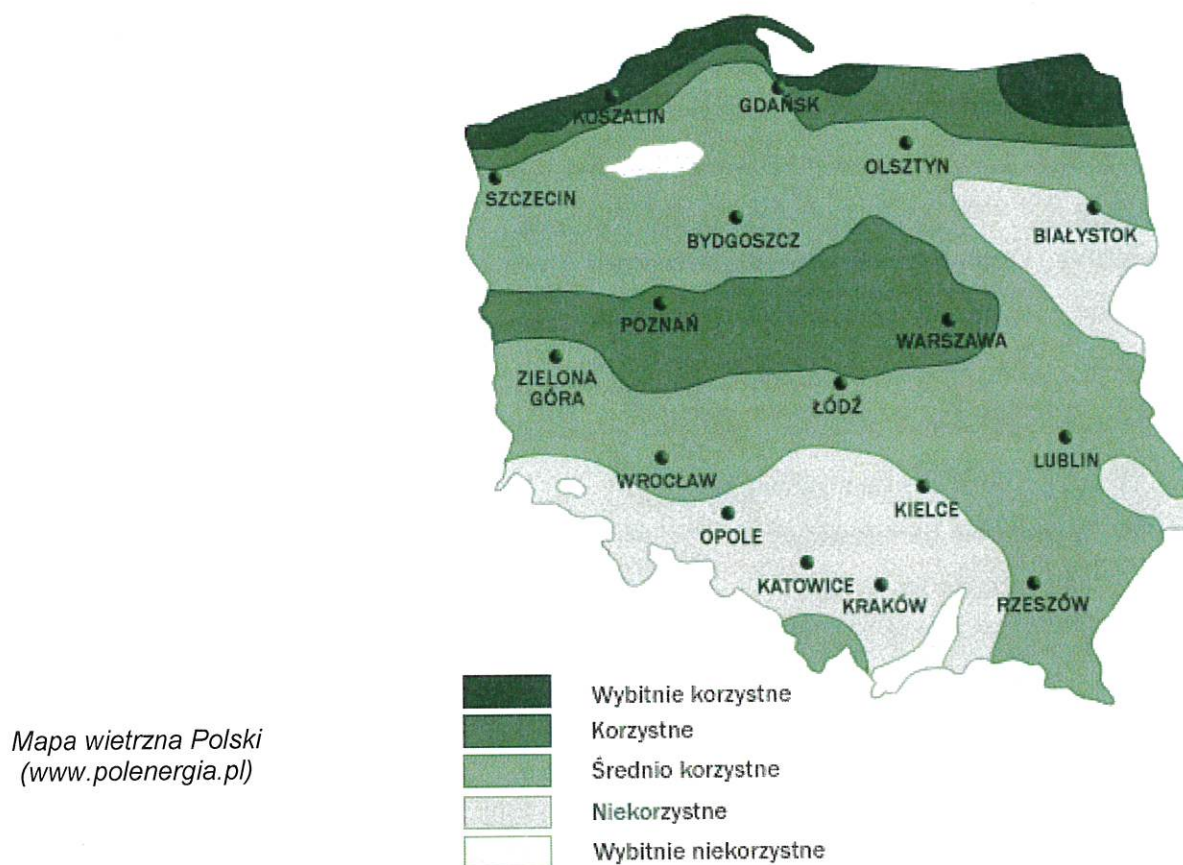 KOSZALIN
GDAŃSK
OLSZTYN
SZCZECIN
BIAŁYSTOK
BYDGOSZCZ
POZNAŃ
WARSZAWA
ZIELONA
GÓRA
ŁÓDŹ
LUBLIN
WROCŁAW
KIELCE
OPOLE
KATOWICE
KRAKÓW
RZESZÓW
Wybitnie korzystne
Korzystne
Średnio korzystne
Niekorzystne
Wybitnie niekorzystne
Mapa wietrzna Polski
(www.polenergia.pl)